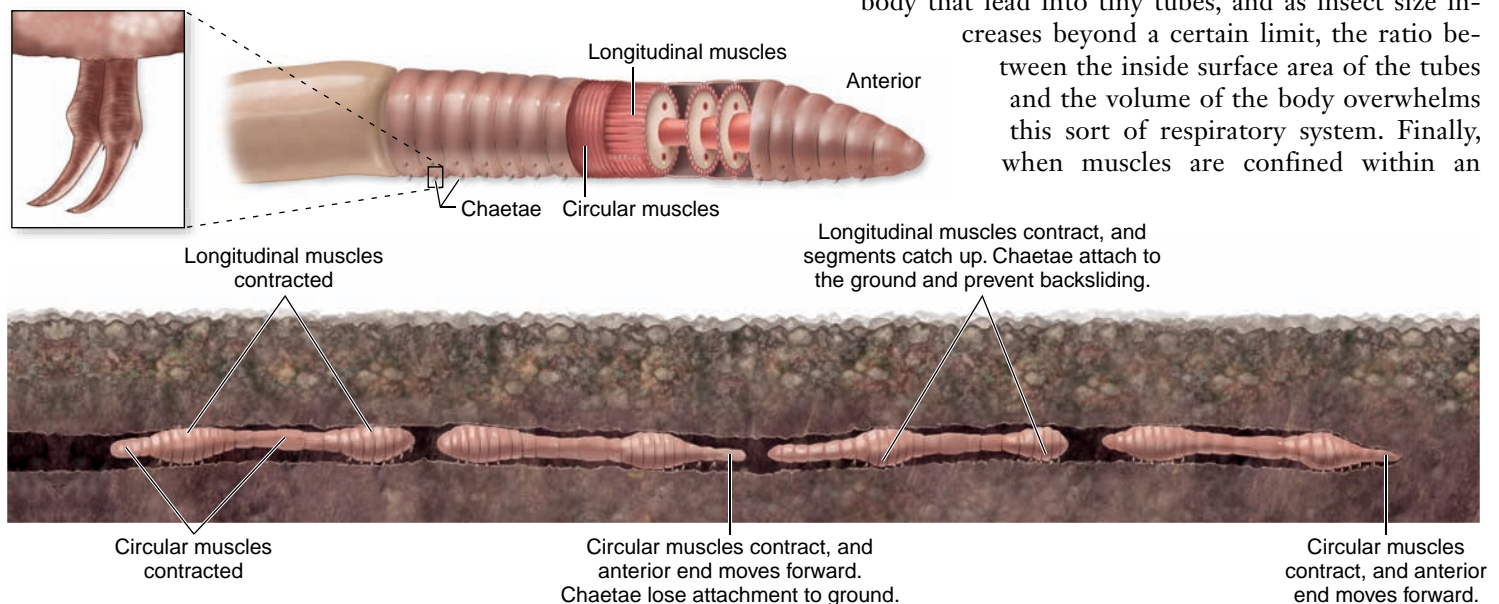 body that lead into tiny tubes, and as insect size in-
creases beyond a certain limit, the ratio be-
tween the inside surface area of the tubes
and the volume of the body overwhelms
this sort of respiratory system. Finally,
when muscles are confined within an
Longitudinal muscles
Anterior
Chaetae
Circular muscles
Longitudinal muscles
contracted
Longitudinal muscles contract, and
segments catch up. Chaetae attach to
the ground and prevent backsliding.
Circular muscles
contracted
Circular muscles contract, and
anterior end moves forward.
Chaetae lose attachment to ground.
Circular muscles
contract, and anterior
end moves forward.